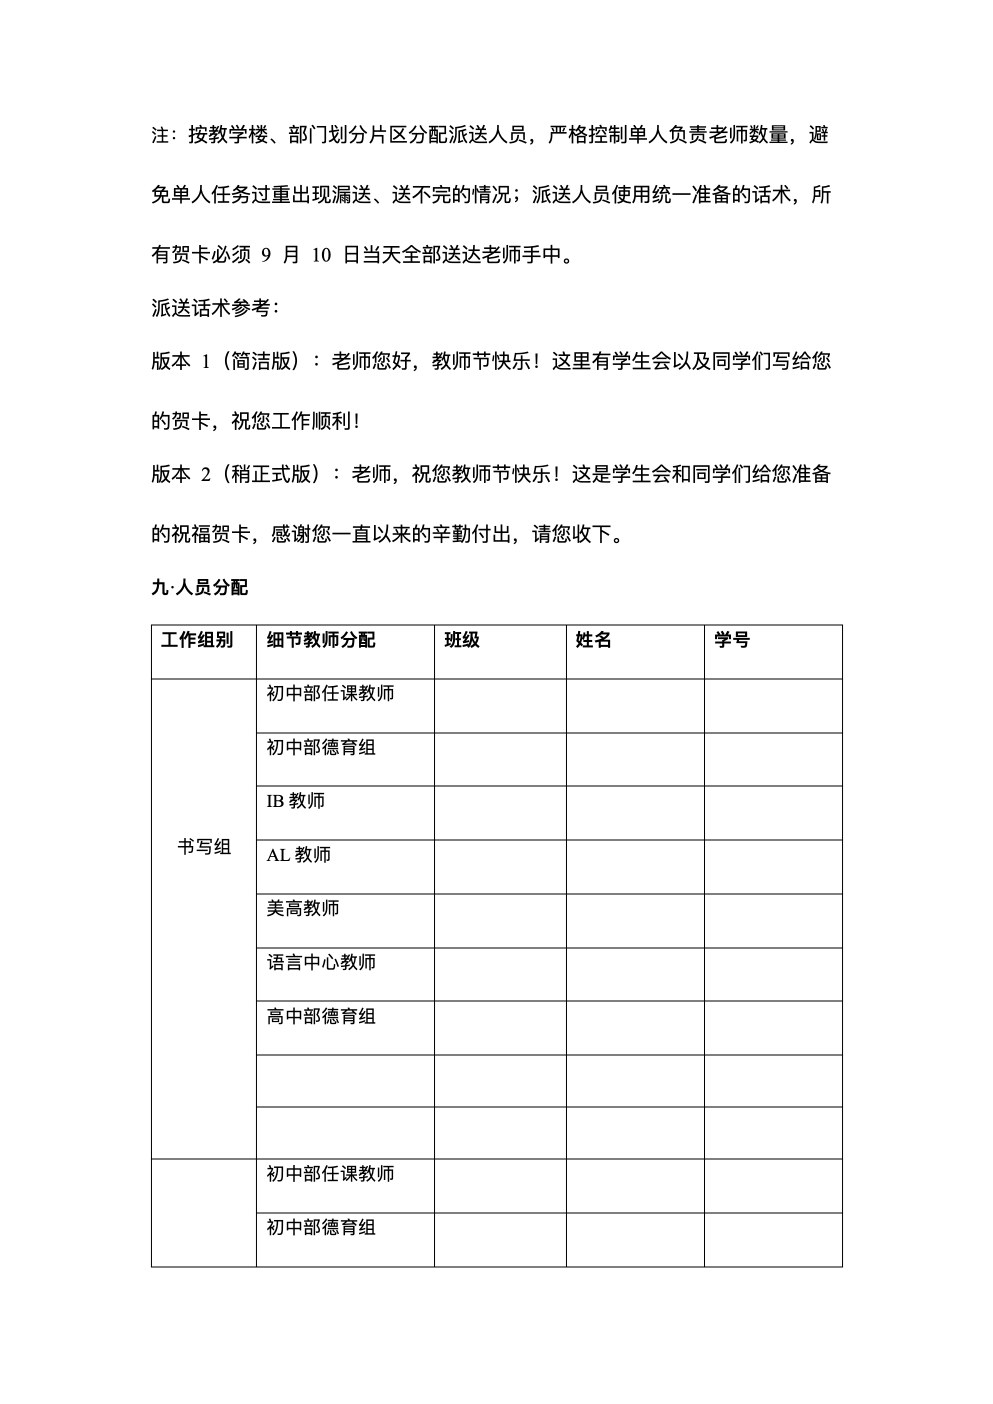 注：按教学楼、部门划分片区分配派送人员，严格控制单人负责老师数量，避
免单人任务过重出现漏送、送不完的情况；派送人员使用统一准备的话术，所
有贺卡必须 9 月 10 日当天全部送达老师手中。
派送话术参考：
版本 1（简洁版）：老师您好，教师节快乐！这里有学生会以及同学们写给您
的贺卡，祝您工作顺利！
版本 2（稍正式版）：老师，祝您教师节快乐！这是学生会和同学们给您准备
的祝福贺卡，感谢您一直以来的辛勤付出，请您收下。
九·人员分配
工作组别 细节教师分配 班级 姓名 学号
初中部任课教师
初中部德育组
IB 教师
书写组
AL 教师
美高教师
语言中心教师
高中部德育组
初中部任课教师
初中部德育组